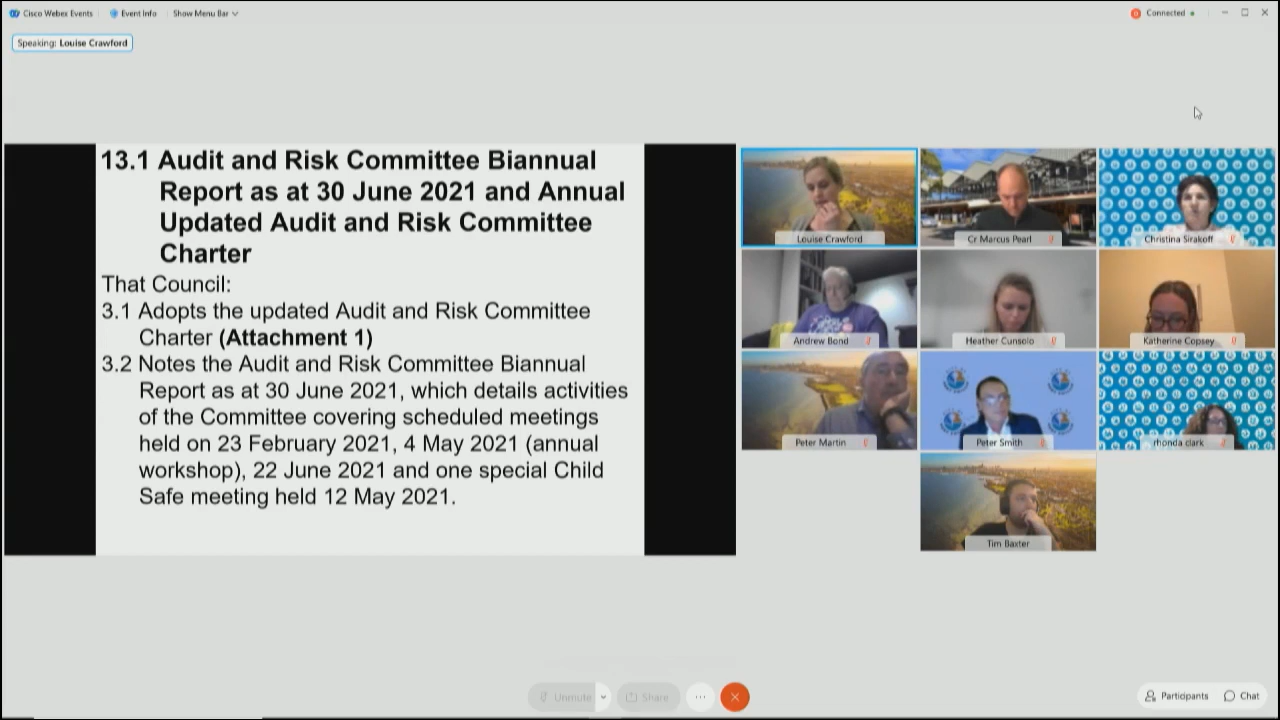 Cisco Webex Events
Event Info
Show Menu Bar
Connected
Speaking: Louise Crawford
13.1 Audit and Risk Committee Biannual
Report as at 30 June 2021 and Annual
Updated Audit and Risk Committee
Charter
That Council:
3.1 Adopts the updated Audit and Risk Committee
Charter (Attachment 1)
3.2 Notes the Audit and Risk Committee Biannual
Report as at 30 June 2021, which details activities
of the Committee covering scheduled meetings
held on 23 February 2021, 4 May 2021 (annual
workshop), 22 June 2021 and one special Child
Safe meeting held 12 May 2021.
Louise Crawford
Cr Marcus Pearl
Christina Sirakoff
Andrew Bond
Heather Cunsolo
Katherine Copsey
Peter Martin
Peter Smith
rhonda clark
Tim Baxter
Unmute
Share
Participants
Chat